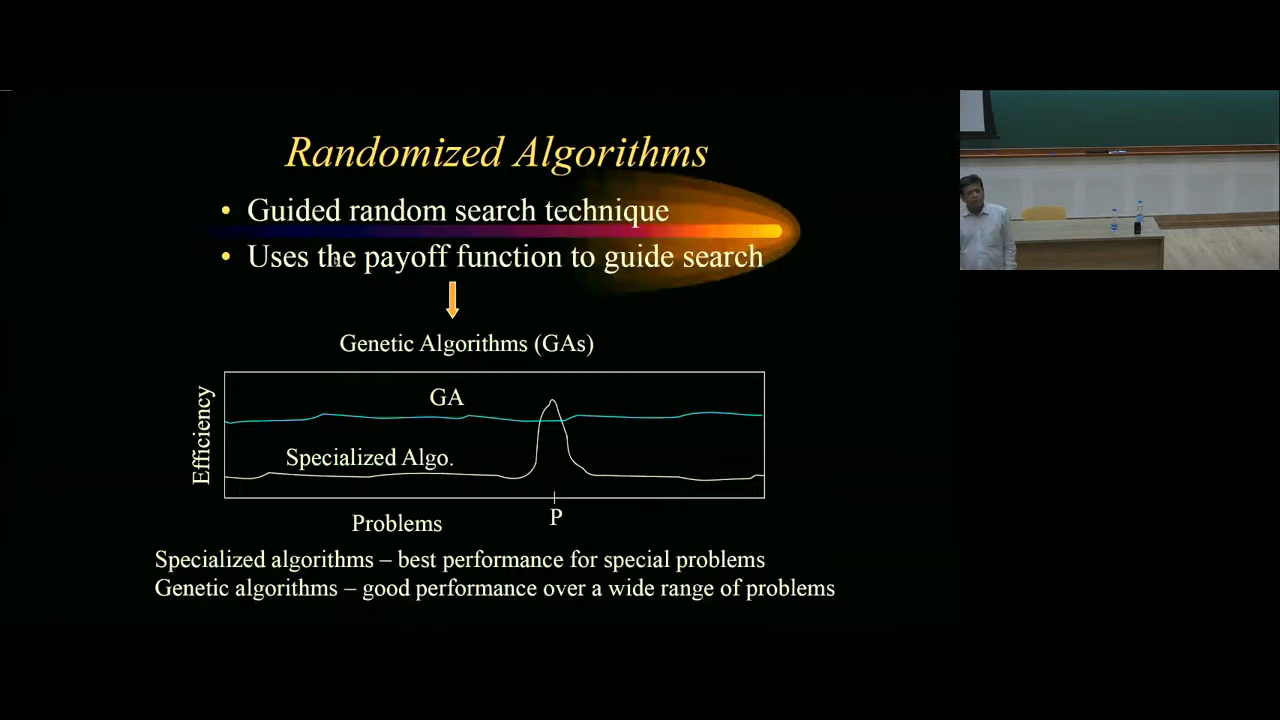 Randomized Algorithms
• Guided random search technique
• Uses the payoff function to guide search
Genetic Algorithms (GAs)
GA
Efficiency
Specialized Algo.
Problems
P
Specialized algorithms – best performance for special problems
Genetic algorithms – good performance over a wide range of problems